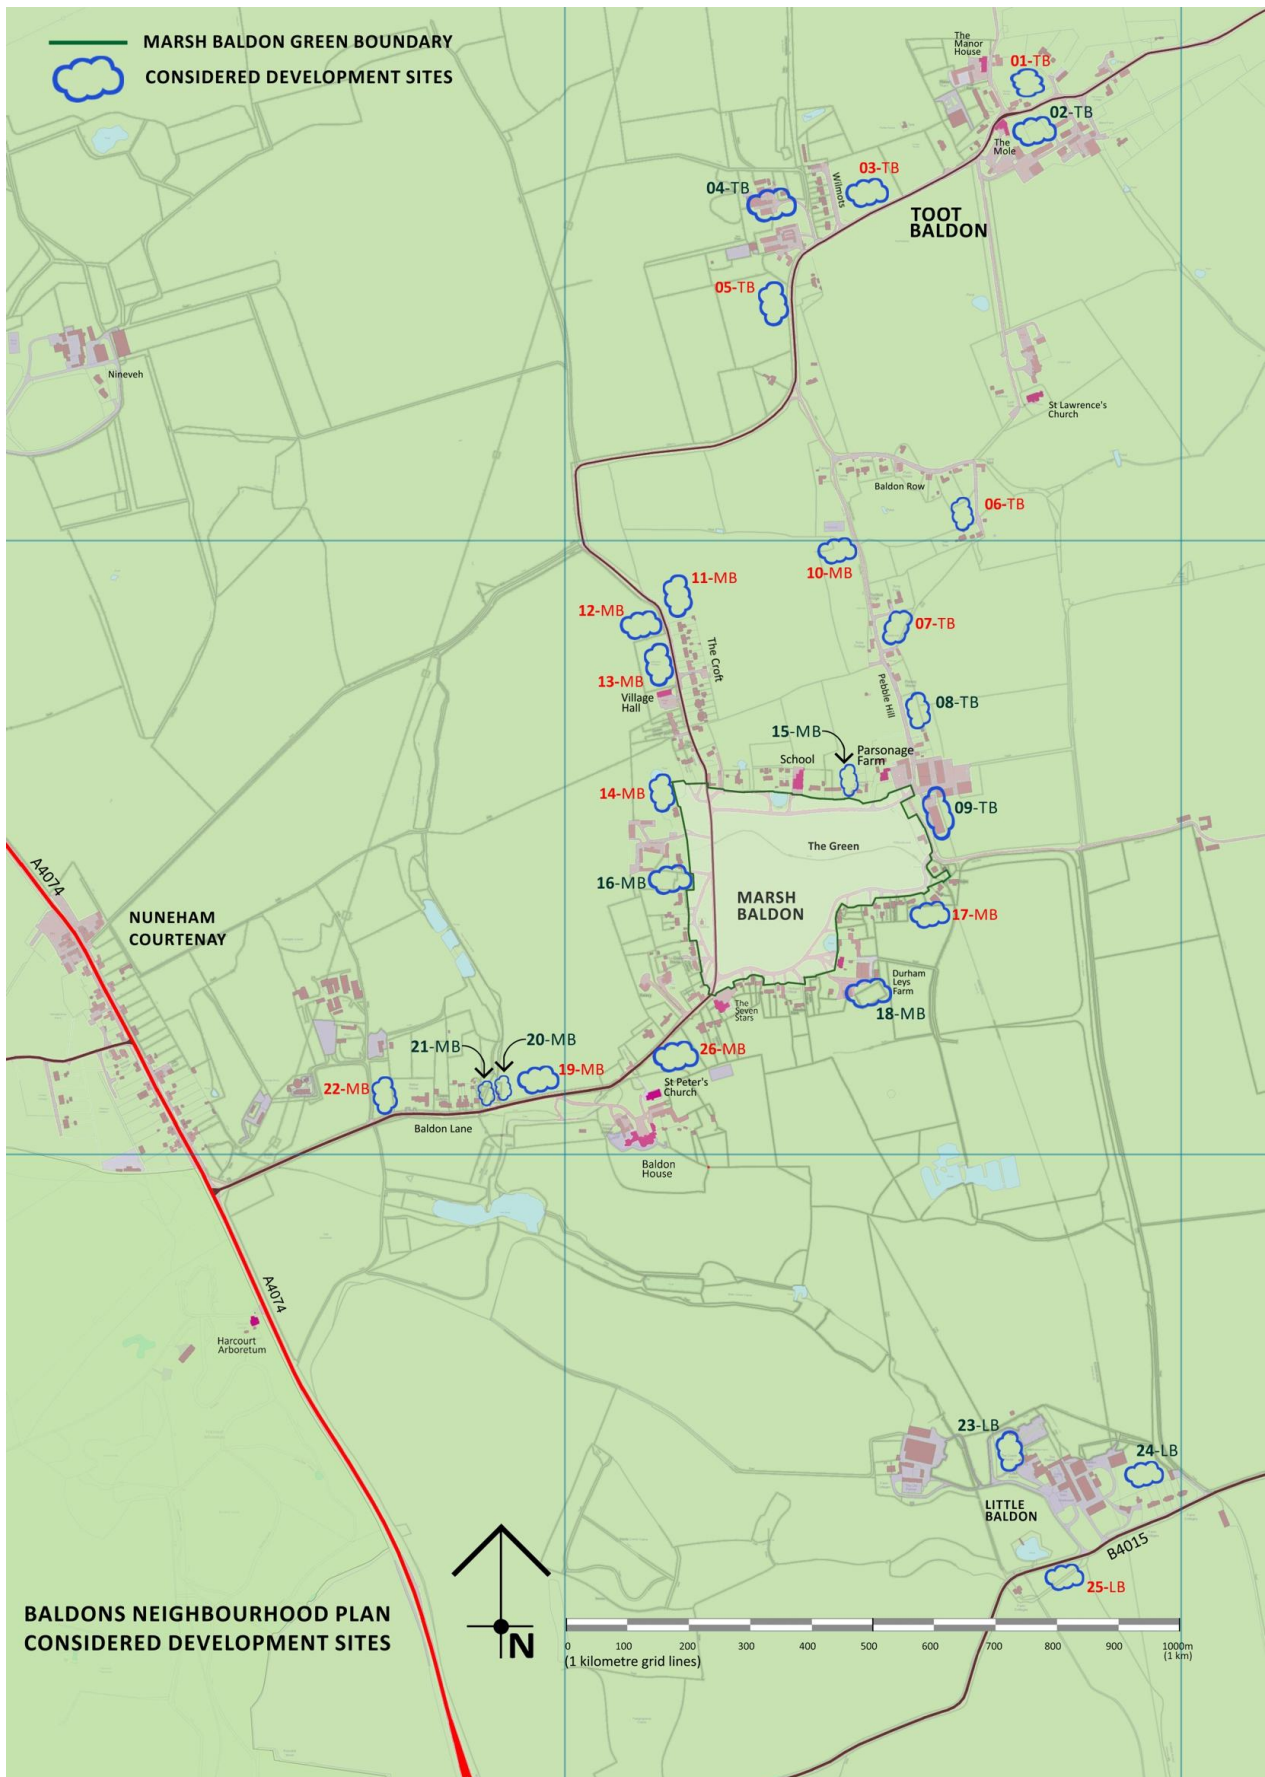 MARSH BALDON GREEN BOUNDARY
CONSIDERED DEVELOPMENT SITES
The
Manor
House
01-TB
02-TB
The
Mole
03-TB
Wilmots
04-TB
TOOT
BALDON
05-TB
Nineveh
St Lawrence's
Church
Baldon Row
06-TB
10-MB
11-MB
12-MB
07-TB
The Croft
13-MB
Village
Hall
Pebble Hill
08-TB
15-MB
School
Parsonage
Farm
14-MB
09-TB
The Green
A4074
16-MB
MARSH
BALDON
17-MB
NUNEHAM
COURTENAY
Durham
Leys
Farm
The
Seven
Stars
18-MB
21-MB
20-MB
26-MB
19-MB
22-MB
St Peter's
Church
Baldon Lane
Baldon
House
A4074
Harcourt
Arboretum
23-LB
24-LB
LITTLE
BALDON
B4015
25-LB
BALDONS NEIGHBOURHOOD PLAN
CONSIDERED DEVELOPMENT SITES
N
0 100 200 300 400 500 600 700 800 900 1000m
(1 km)
(1 kilometre grid lines)